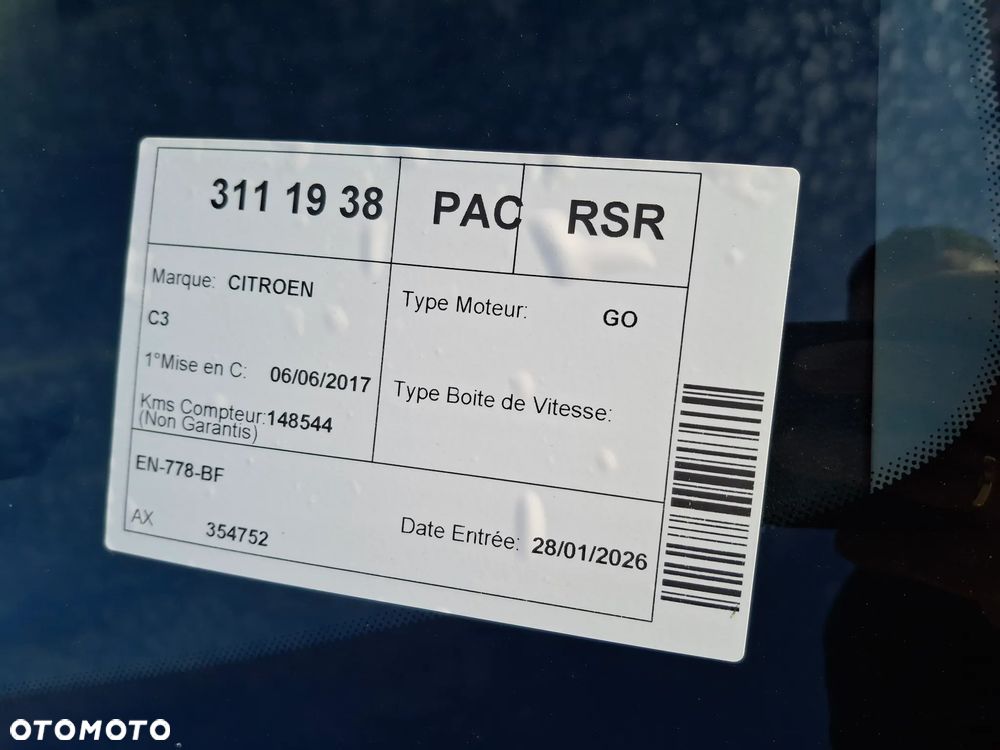 311 19 38 PAC RSR
Marque: CITROEN
C3
1°Mise en C: 06/06/2017
Kms Compteur:148544
(Non Garantis)
Type Moteur: GO
Type Boite de Vitesse:
EN-778-BF
AX 354752
Date Entrée: 28/01/2026
OTOMOTO